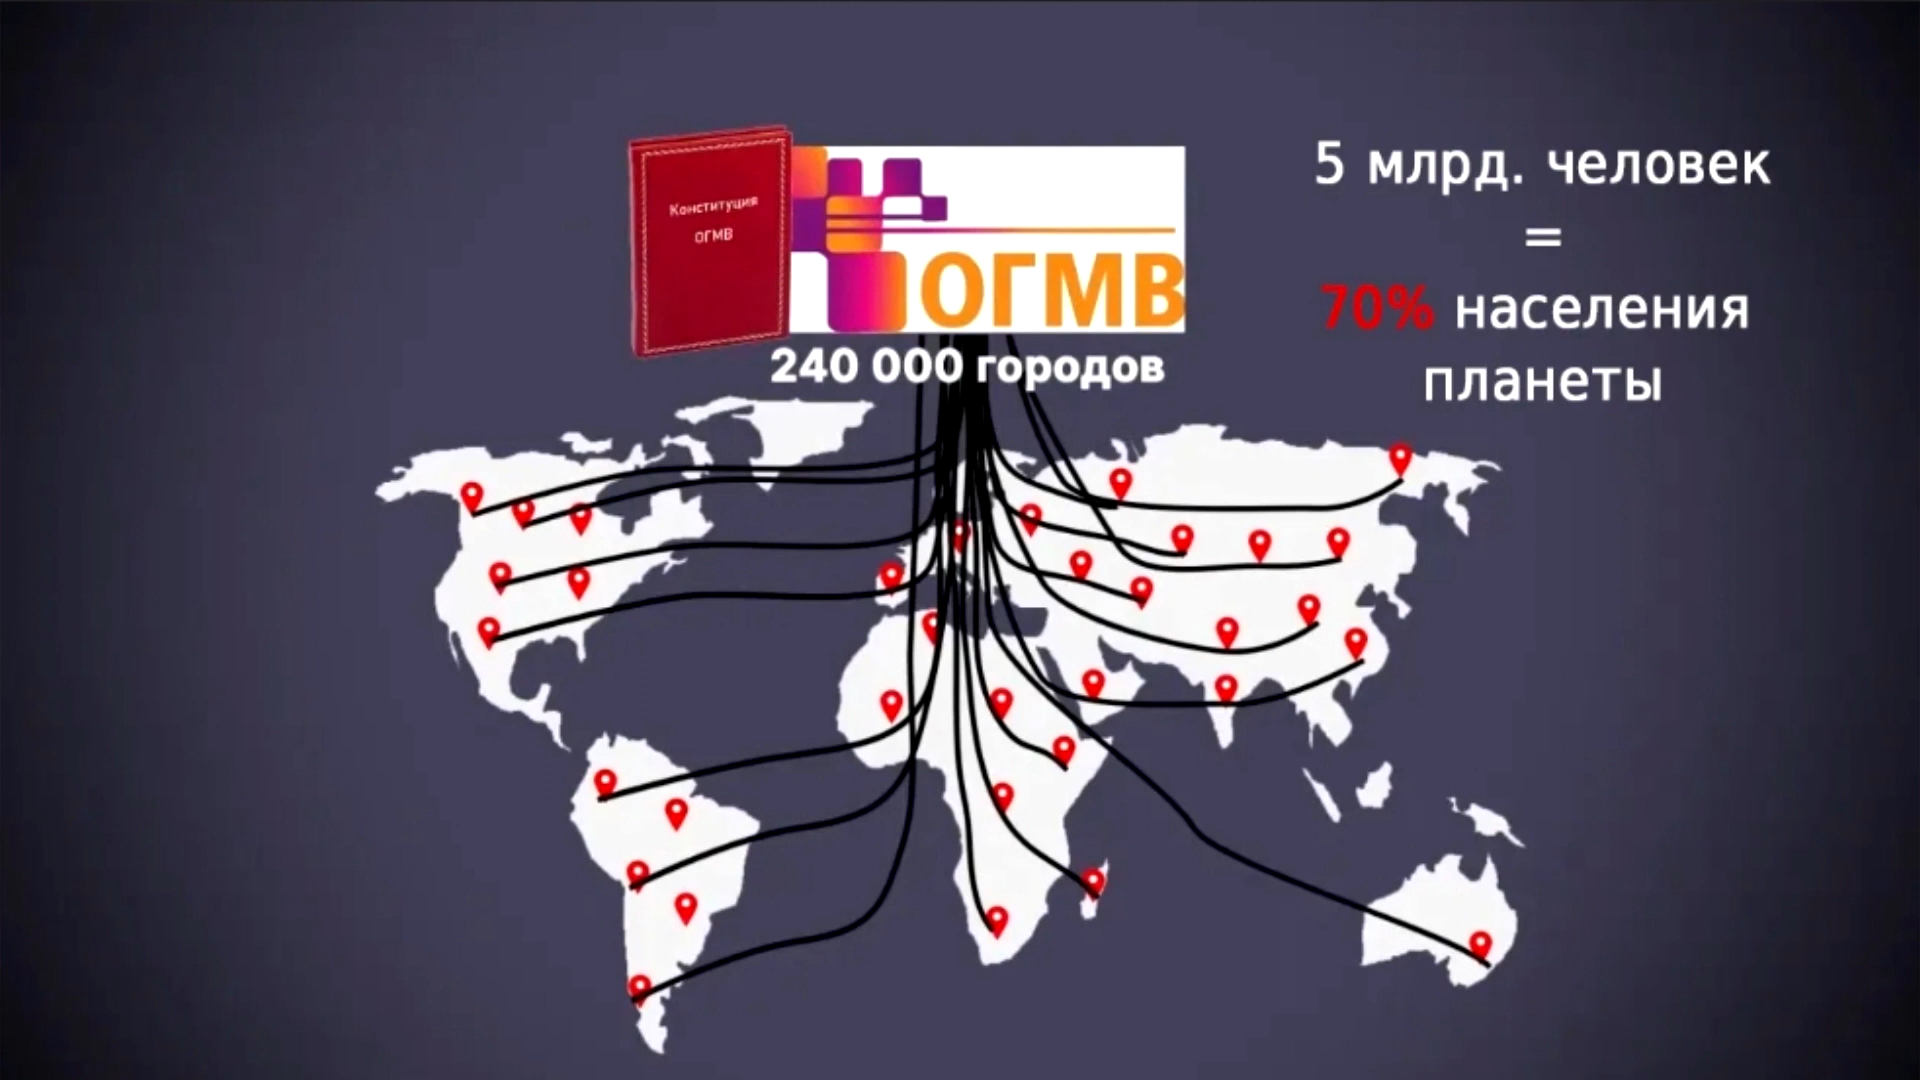 Конституция
ОГМВ
ОГМВ
240 000 городов
5 млрд. человек
=
70% населения
планеты